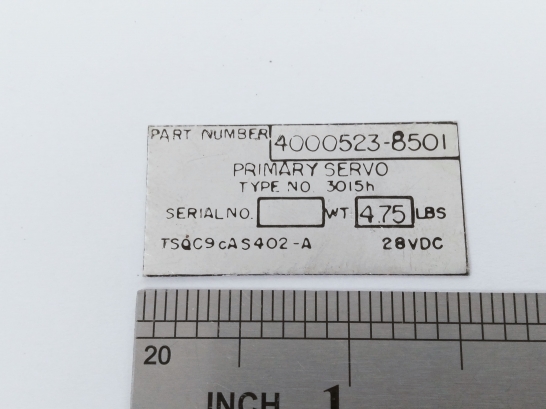 PART NUMBER 4000523-8501
PRIMARY SERVO
TYPE NO. 3015h
SERIAL NO. WT. 4.75 LBS
TSQC9cAS402-A 28VDC
20
INCH 1